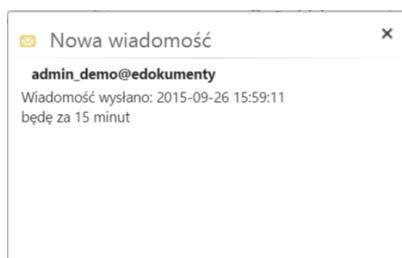 Nowa wiadomość
admin_demo@edokumenty
Wiadomość wysłano: 2015-09-26 15:59:11
będę za 15 minut